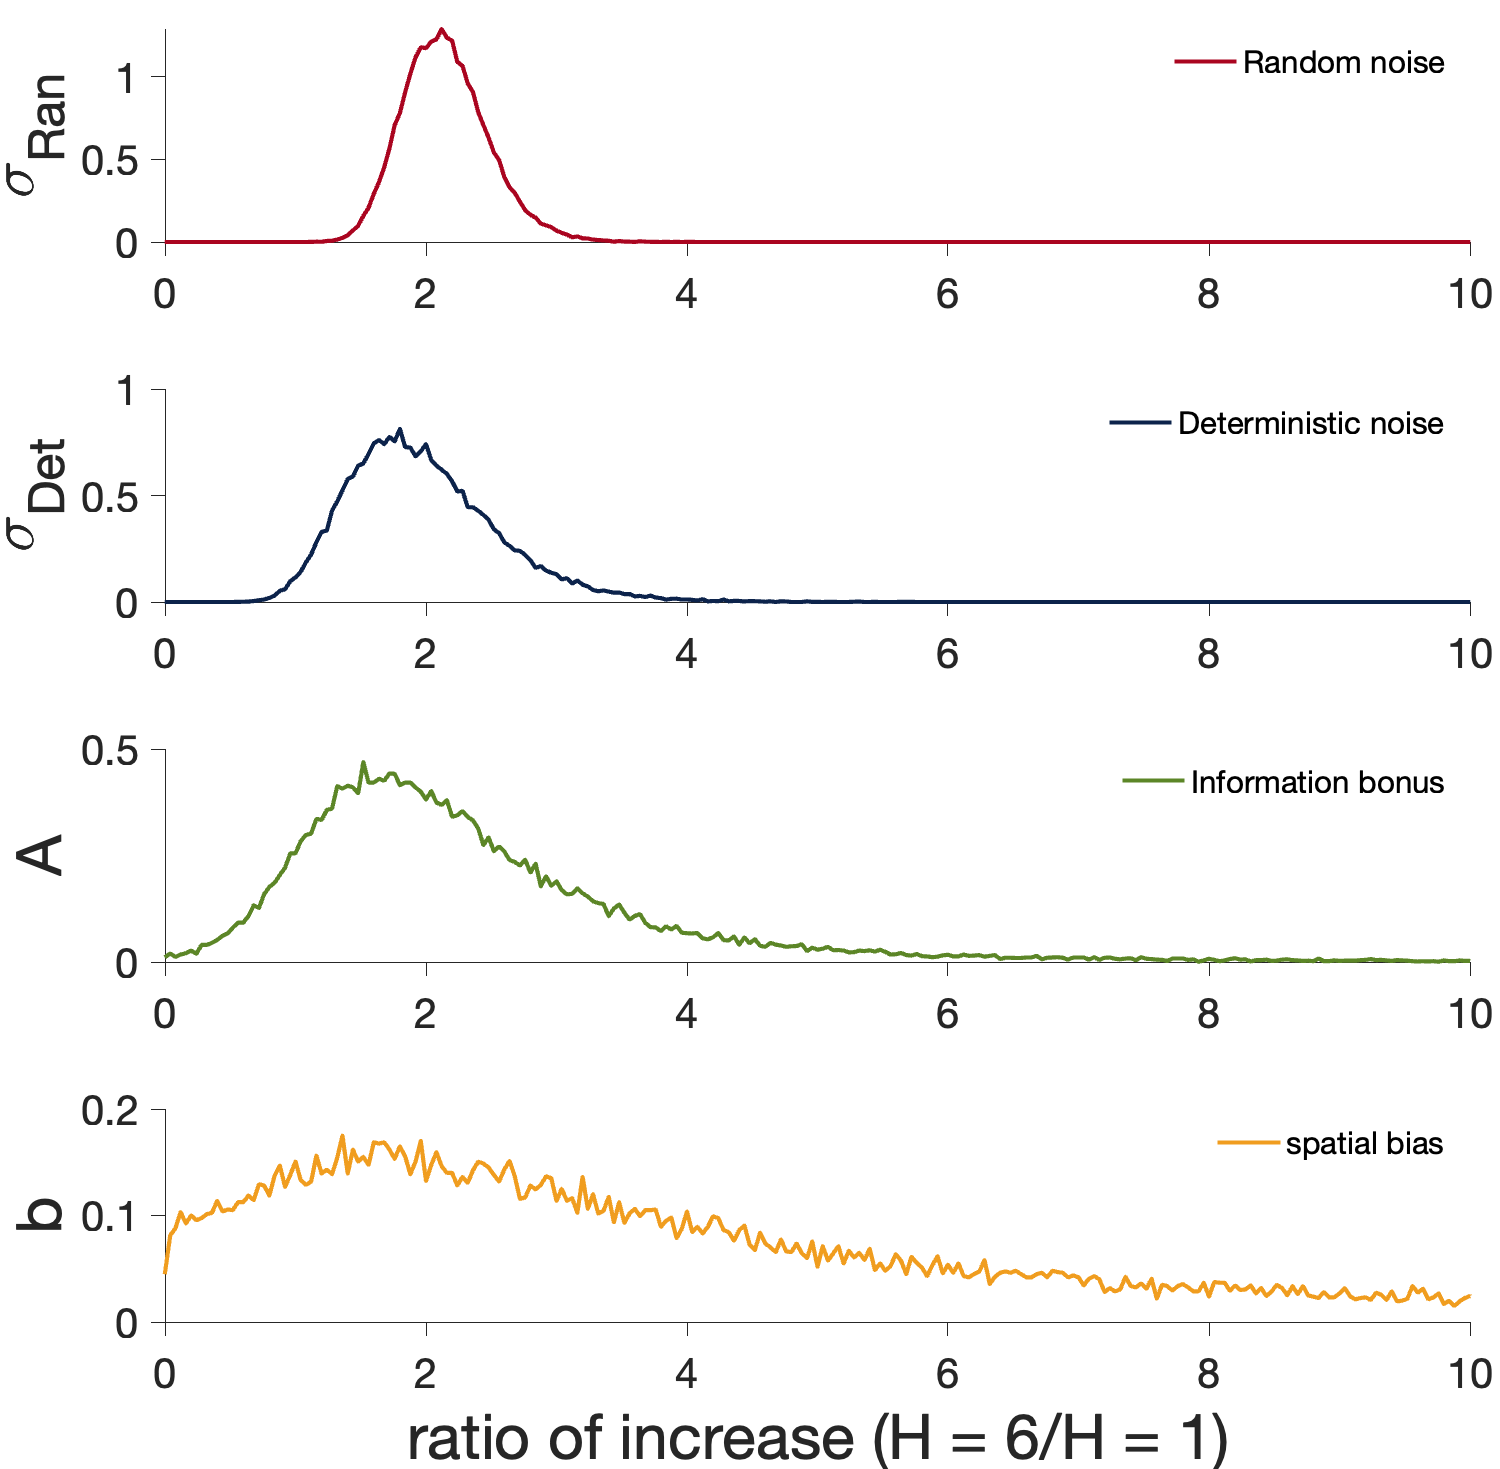 σ Ran
1
0.5
0
Random noise
0 2 4 6 8 10
σ Det
1
0.5
0
Deterministic noise
0 2 4 6 8 10
A
0.5
0
Information bonus
0 2 4 6 8 10
b
0.2
0.1
0
spatial bias
0 2 4 6 8 10
ratio of increase (H = 6/H = 1)